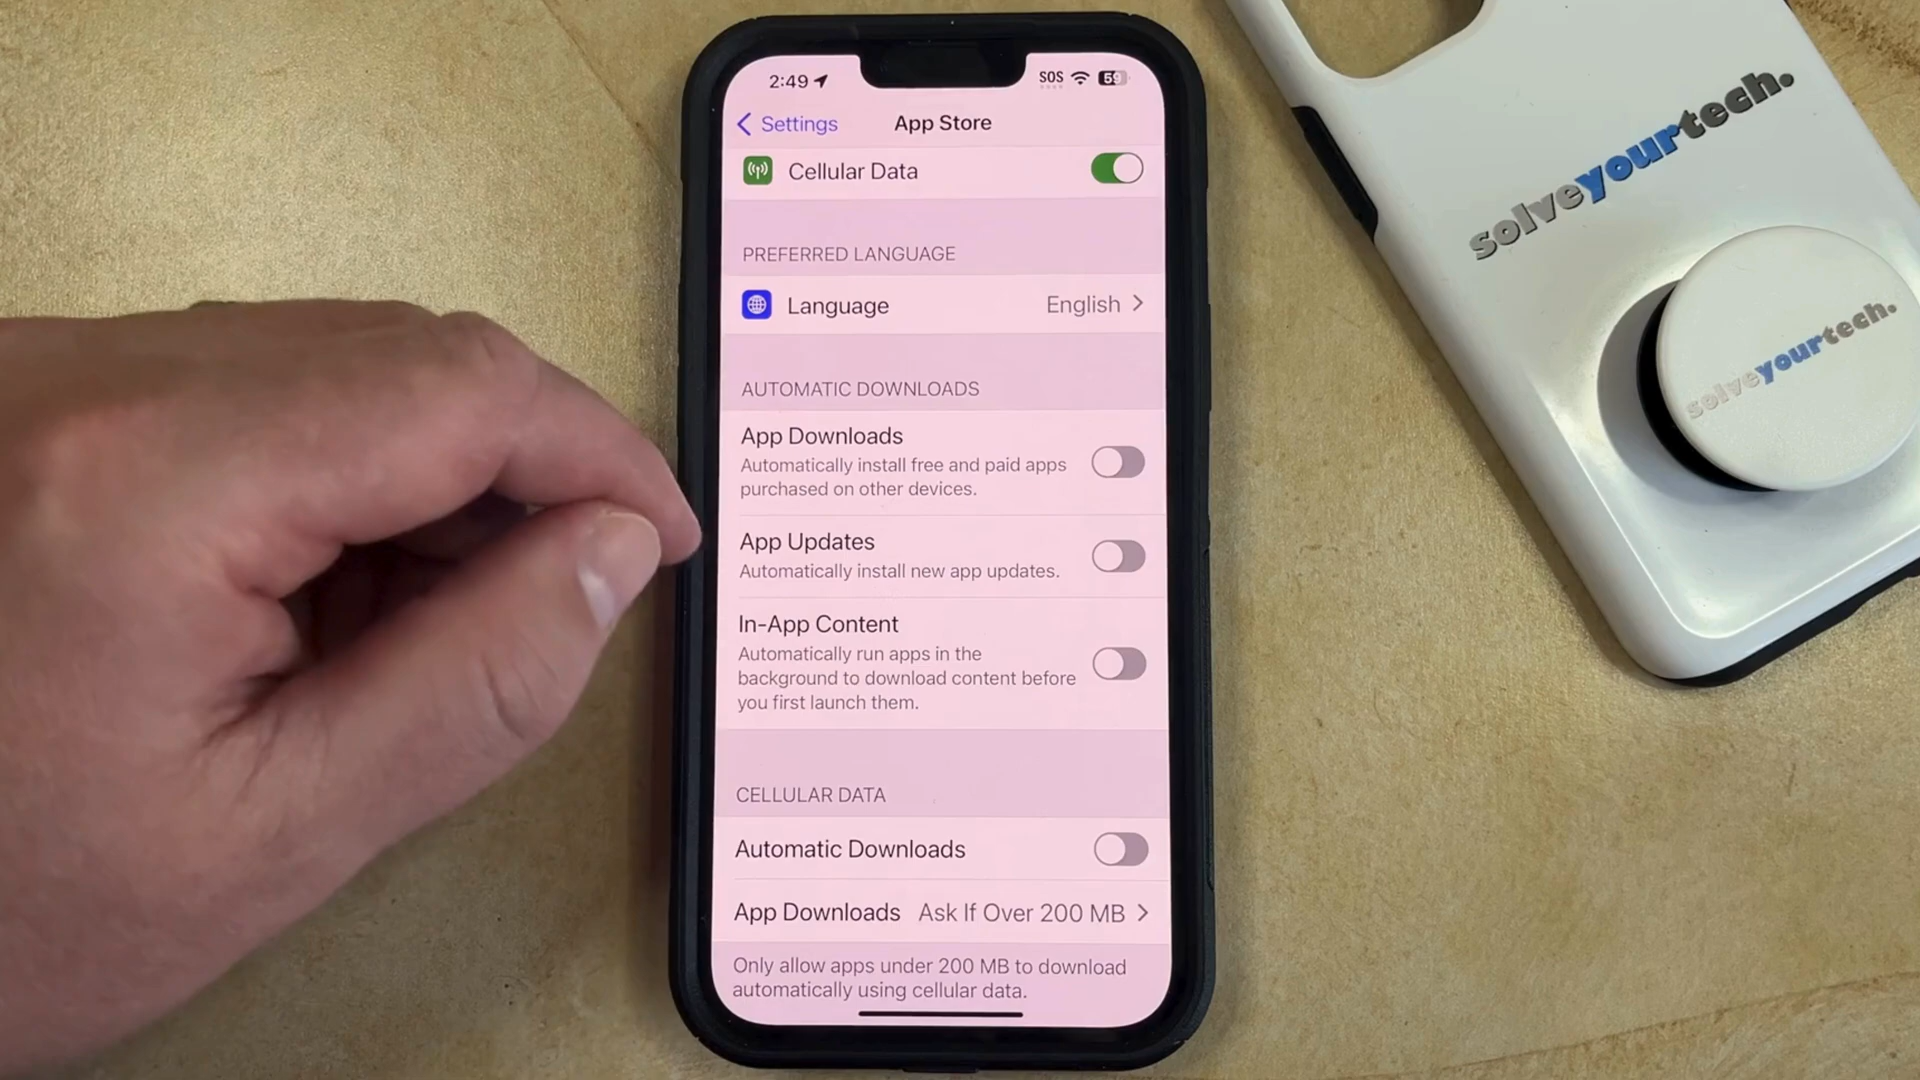 2:49
SOS
59
Settings
App Store
Cellular Data
PREFERRED LANGUAGE
Language
English
AUTOMATIC DOWNLOADS
App Downloads
Automatically install free and paid apps
purchased on other devices.
App Updates
Automatically install new app updates.
In-App Content
Automatically run apps in the
background to download content before
you first launch them.
CELLULAR DATA
Automatic Downloads
App Downloads
Ask If Over 200 MB
Only allow apps under 200 MB to download
automatically using cellular data.
solveyourtech.
solveyourtech.